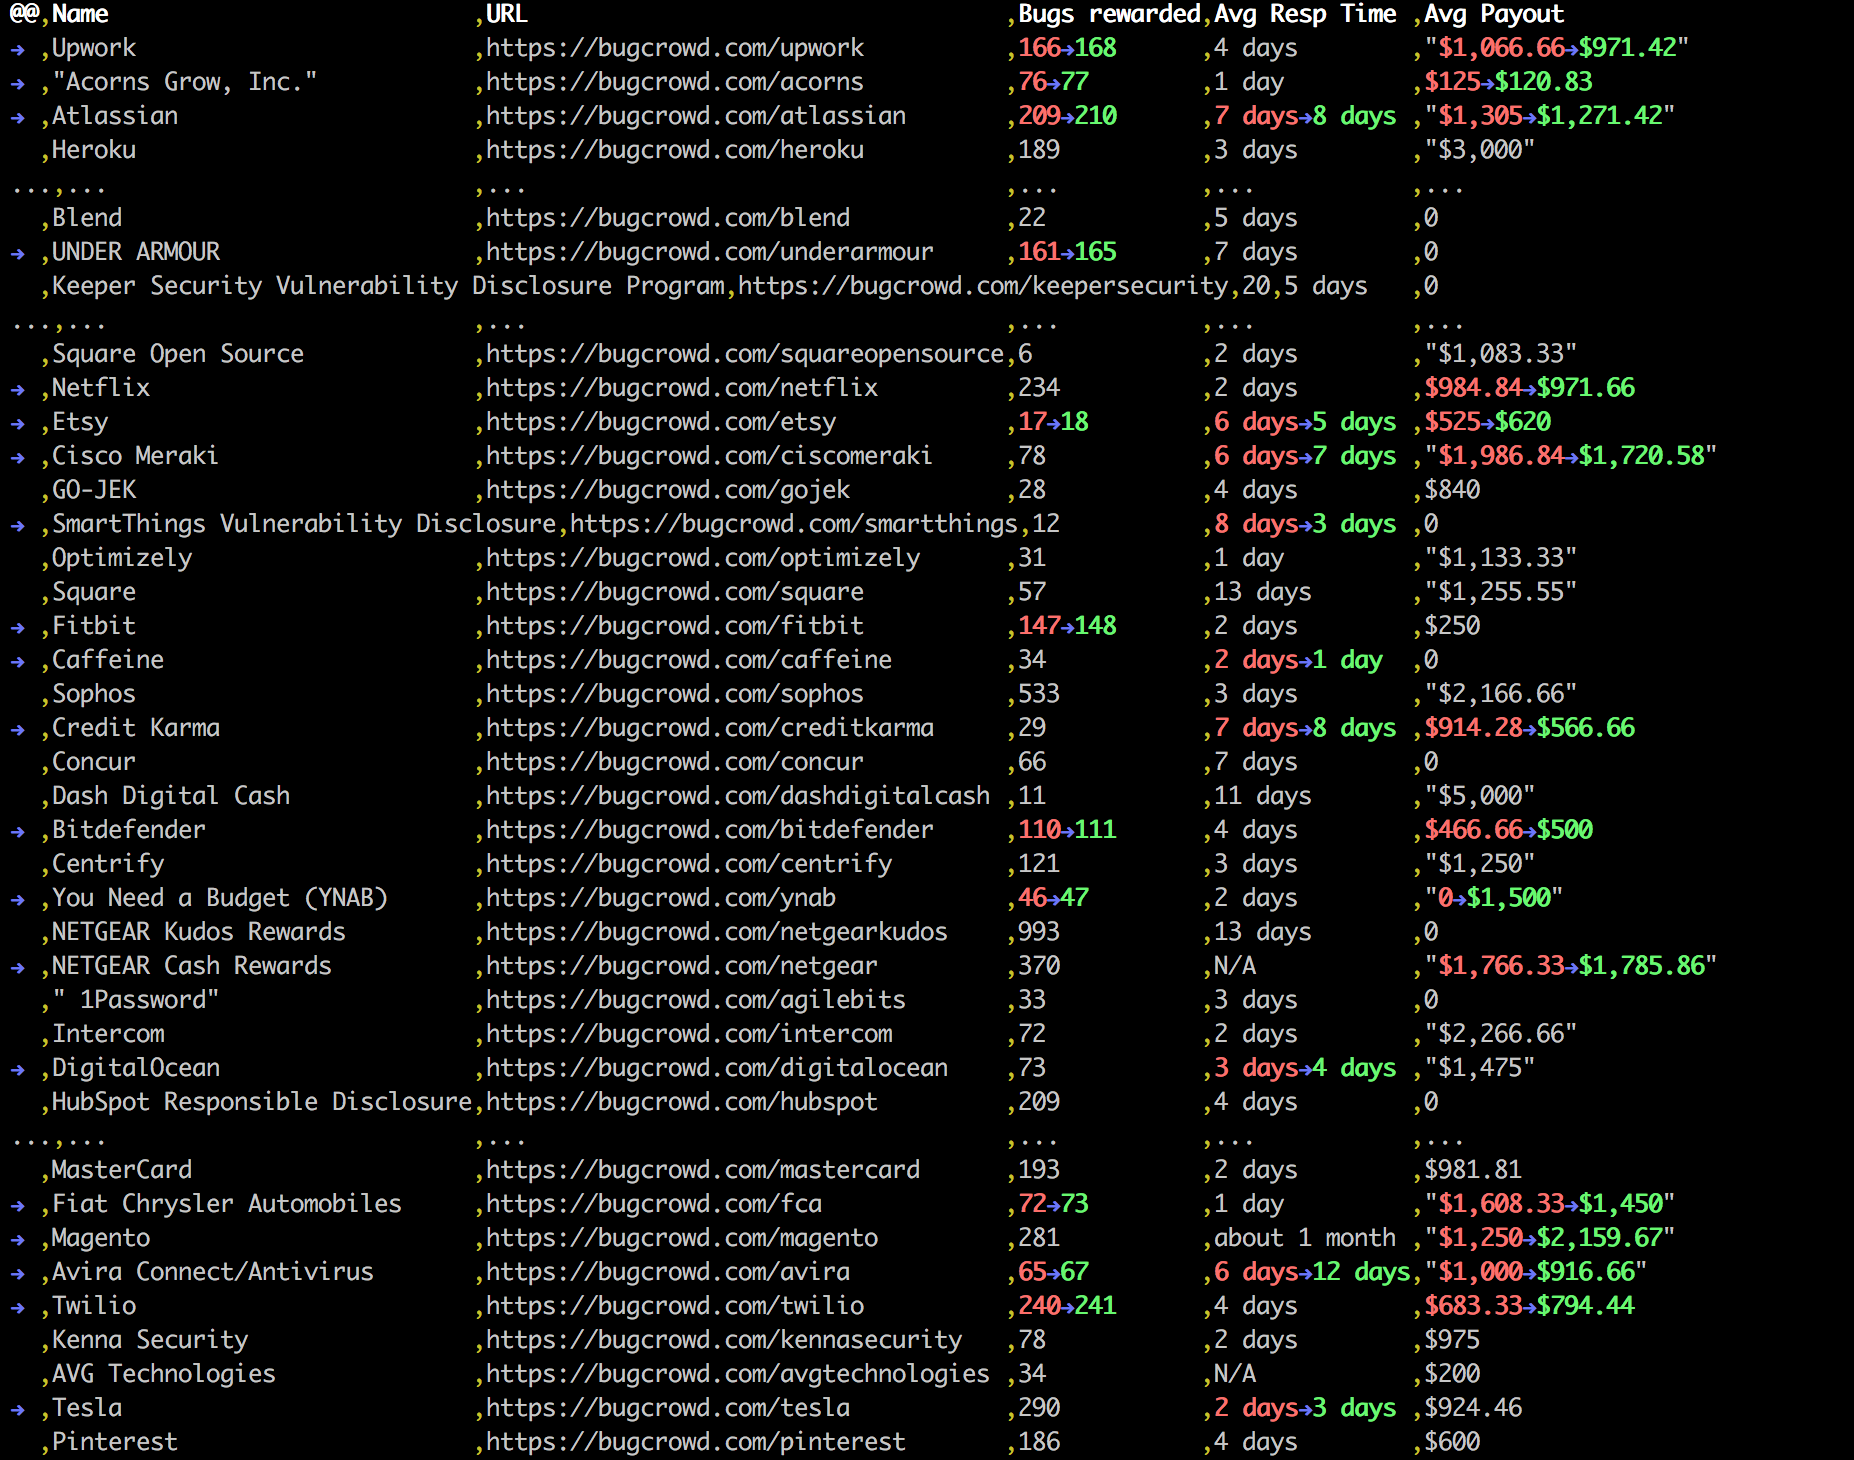 @@,Name ,URL ,Bugs rewarded,Avg Resp Time ,Avg Payout
→ ,Upwork ,https://bugcrowd.com/upwork ,166→168 ,4 days ,"$1,066.66→$971.42"
→ ,"Acorns Grow, Inc." ,https://bugcrowd.com/acorns ,76→77 ,1 day ,$125→$120.83
→ ,Atlassian ,https://bugcrowd.com/atlassian ,209→210 ,7 days→8 days ,"$1,305→$1,271.42"
,Heroku ,https://bugcrowd.com/heroku ,189 ,3 days ,"$3,000"
...,... ,... ,... ,... ,...
,Blend ,https://bugcrowd.com/blend ,22 ,5 days ,0
→ ,UNDER ARMOUR ,https://bugcrowd.com/underarmour ,161→165 ,7 days ,0
,Keeper Security Vulnerability Disclosure Program,https://bugcrowd.com/keepersecurity,20,5 days ,0
...,... ,... ,... ,... ,...
,Square Open Source ,https://bugcrowd.com/squareopensource,6 ,2 days ,"$1,083.33"
→ ,Netflix ,https://bugcrowd.com/netflix ,234 ,2 days ,$984.84→$971.66
→ ,Etsy ,https://bugcrowd.com/etsy ,17→18 ,6 days→5 days ,$525→$620
→ ,Cisco Meraki ,https://bugcrowd.com/ciscomeraki ,78 ,6 days→7 days ,"$1,986.84→$1,720.58"
,GO-JEK ,https://bugcrowd.com/gojek ,28 ,4 days ,$840
→ ,SmartThings Vulnerability Disclosure,https://bugcrowd.com/smartthings,12 ,8 days→3 days ,0
,Optimizely ,https://bugcrowd.com/optimizely ,31 ,1 day ,"$1,133.33"
,Square ,https://bugcrowd.com/square ,57 ,13 days ,"$1,255.55"
→ ,Fitbit ,https://bugcrowd.com/fitbit ,147→148 ,2 days ,$250
→ ,Caffeine ,https://bugcrowd.com/caffeine ,34 ,2 days→1 day ,0
,Sophos ,https://bugcrowd.com/sophos ,533 ,3 days ,"$2,166.66"
→ ,Credit Karma ,https://bugcrowd.com/creditkarma ,29 ,7 days→8 days ,$914.28→$566.66
,Concur ,https://bugcrowd.com/concur ,66 ,7 days ,0
,Dash Digital Cash ,https://bugcrowd.com/dashdigitalcash ,11 ,11 days ,"$5,000"
→ ,Bitdefender ,https://bugcrowd.com/bitdefender ,110→111 ,4 days ,$466.66→$500
,Centrify ,https://bugcrowd.com/centrify ,121 ,3 days ,"$1,250"
→ ,You Need a Budget (YNAB) ,https://bugcrowd.com/ynab ,46→47 ,2 days ,"0→$1,500"
,NETGEAR Kudos Rewards ,https://bugcrowd.com/netgearkudos ,993 ,13 days ,0
→ ,NETGEAR Cash Rewards ,https://bugcrowd.com/netgear ,370 ,N/A ,"$1,766.33→$1,785.86"
," 1Password" ,https://bugcrowd.com/agilebits ,33 ,3 days ,0
,Intercom ,https://bugcrowd.com/intercom ,72 ,2 days ,"$2,266.66"
→ ,DigitalOcean ,https://bugcrowd.com/digitalocean ,73 ,3 days→4 days ,"$1,475"
,HubSpot Responsible Disclosure,https://bugcrowd.com/hubspot ,209 ,4 days ,0
...,... ,... ,... ,... ,...
,MasterCard ,https://bugcrowd.com/mastercard ,193 ,2 days ,$981.81
→ ,Fiat Chrysler Automobiles ,https://bugcrowd.com/fca ,72→73 ,1 day ,"$1,608.33→$1,450"
→ ,Magento ,https://bugcrowd.com/magento ,281 ,about 1 month ,"$1,250→$2,159.67"
→ ,Avira Connect/Antivirus ,https://bugcrowd.com/avira ,65→67 ,6 days→12 days,"$1,000→$916.66"
→ ,Twilio ,https://bugcrowd.com/twilio ,240→241 ,4 days ,$683.33→$794.44
,Kenna Security ,https://bugcrowd.com/kennasecurity ,78 ,2 days ,$975
,AVG Technologies ,https://bugcrowd.com/avgtechnologies ,34 ,N/A ,$200
→ ,Tesla ,https://bugcrowd.com/tesla ,290 ,2 days→3 days ,$924.46
,Pinterest ,https://bugcrowd.com/pinterest ,186 ,4 days ,$600